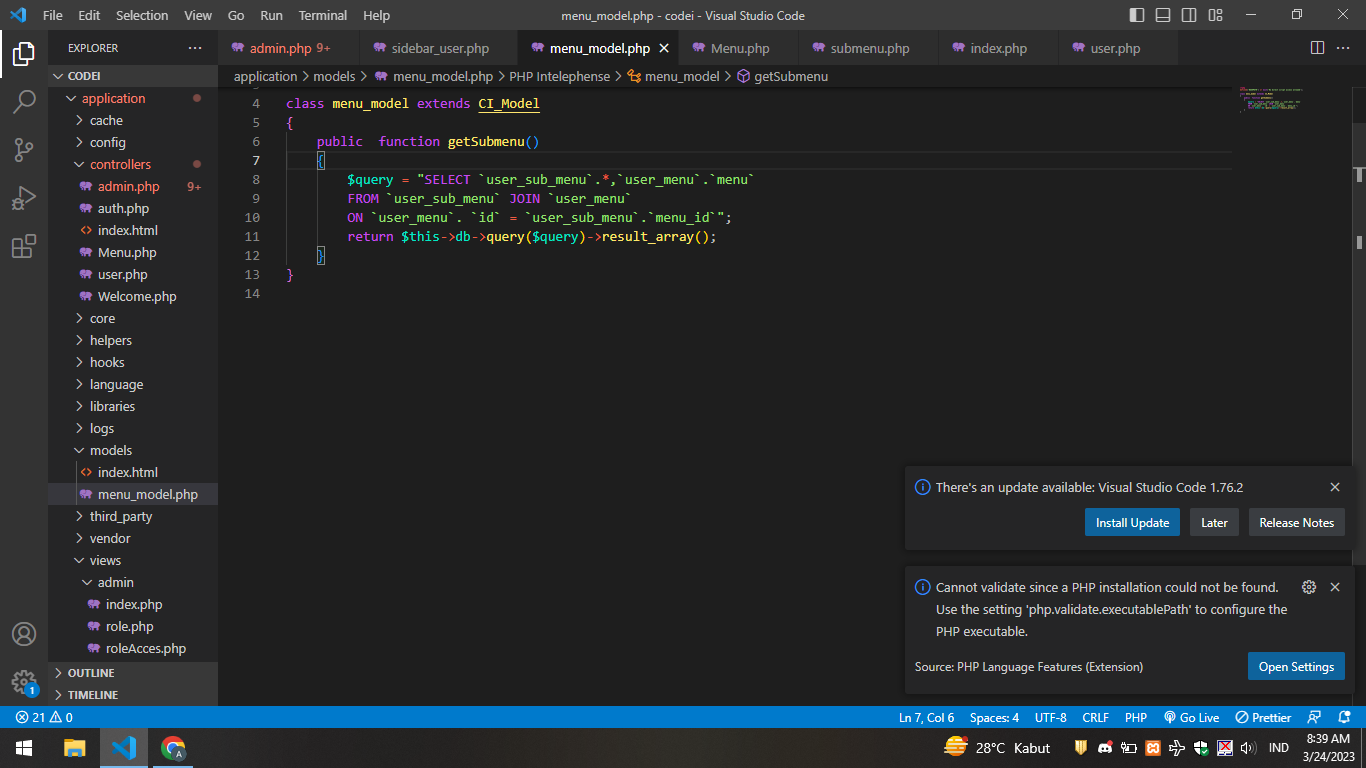 File Edit Selection View Go Run Terminal Help
menu_model.php - codei - Visual Studio Code
EXPLORER
CODEI
application
cache
config
controllers
admin.php 9+
auth.php
index.html
Menu.php
user.php
Welcome.php
core
helpers
hooks
language
libraries
logs
models
index.html
menu_model.php
third_party
vendor
views
admin
index.php
role.php
roleAcces.php
OUTLINE
TIMELINE
1
admin.php 9+ sidebar_user.php menu_model.php Menu.php submenu.php index.php user.php
application > models > menu_model.php > PHP Intelephense > menu_model > getSubmenu
4 class menu_model extends CI_Model
5 {
6 public  function getSubmenu()
7 {
8 $query = "SELECT `user_sub_menu`.*,`user_menu`.`menu`
9 FROM `user_sub_menu` JOIN `user_menu`
10 ON `user_menu`. `id` = `user_sub_menu`.`menu_id`";
11 return $this->db->query($query)->result_array();
12 }
13 }
14
There's an update available: Visual Studio Code 1.76.2
Install Update Later Release Notes
Cannot validate since a PHP installation could not be found.
Use the setting 'php.validate.executablePath' to configure the
PHP executable.
Source: PHP Language Features (Extension) Open Settings
21 0 Ln 7, Col 6 Spaces: 4 UTF-8 CRLF PHP Go Live Prettier
28°C Kabut IND 8:39 AM
3/24/2023